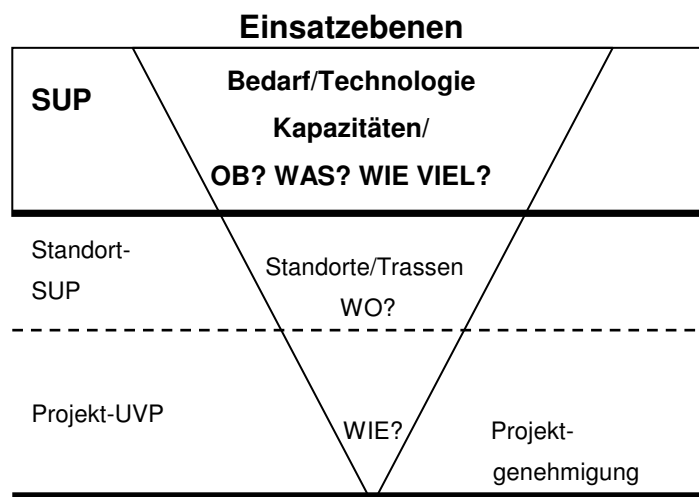 Einsatzebenen
SUP
Bedarf/Technologie
Kapazitäten/
OB? WAS? WIE VIEL?
Standort-
SUP
Standorte/Trassen
WO?
Projekt-UVP
WIE?
Projekt-
genehmigung